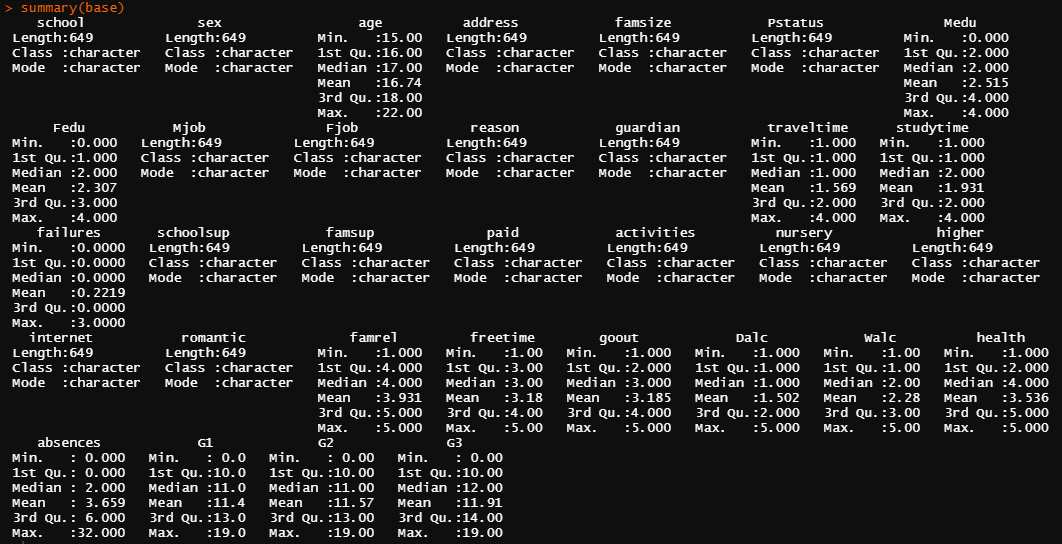 > summary(base)
school sex age address famsize Pstatus Medu
Length:649 Length:649 Min. :15.00 Length:649 Length:649 Length:649 Min. :0.000
Class :character Class :character 1st Qu.:16.00 Class :character Class :character Class :character 1st Qu.:2.000
Mode :character Mode :character Median :17.00 Mode :character Mode :character Mode :character Median :2.000
Mean :16.74 Mean :2.515
3rd Qu.:18.00 3rd Qu.:4.000
Max. :22.00 Max. :4.000
Fedu Mjob Fjob reason guardian traveltime studytime
Min. :0.000 Length:649 Length:649 Length:649 Length:649 Min. :1.000 Min. :1.000
1st Qu.:1.000 Class :character Class :character Class :character Class :character 1st Qu.:1.000 1st Qu.:1.000
Median :2.000 Mode :character Mode :character Mode :character Mode :character Median :1.000 Median :2.000
Mean :2.307 Mean :1.569 Mean :1.931
3rd Qu.:3.000 3rd Qu.:2.000 3rd Qu.:2.000
Max. :4.000 Max. :4.000 Max. :4.000
failures schoolsup famsup paid activities nursery higher
Min. :0.0000 Length:649 Length:649 Length:649 Length:649 Length:649 Length:649
1st Qu.:0.0000 Class :character Class :character Class :character Class :character Class :character Class :character
Median :0.0000 Mode :character Mode :character Mode :character Mode :character Mode :character Mode :character
Mean :0.2219
3rd Qu.:0.0000
Max. :3.0000
internet romantic famrel freetime goout Dalc Walc health
Length:649 Length:649 Min. :1.000 Min. :1.00 Min. :1.000 Min. :1.000 Min. :1.00 Min. :1.000
Class :character Class :character 1st Qu.:4.000 1st Qu.:3.00 1st Qu.:2.000 1st Qu.:1.000 1st Qu.:1.00 1st Qu.:2.000
Mode :character Mode :character Median :4.000 Median :3.00 Median :3.000 Median :1.000 Median :2.00 Median :4.000
Mean :3.931 Mean :3.18 Mean :3.185 Mean :1.502 Mean :2.28 Mean :3.536
3rd Qu.:5.000 3rd Qu.:4.00 3rd Qu.:4.000 3rd Qu.:2.000 3rd Qu.:3.00 3rd Qu.:5.000
Max. :5.000 Max. :5.00 Max. :5.000 Max. :5.000 Max. :5.00 Max. :5.000
absences G1 G2 G3
Min. : 0.000 Min. : 0.0 Min. : 0.00 Min. : 0.00
1st Qu.: 0.000 1st Qu.:10.0 1st Qu.:10.00 1st Qu.:10.00
Median : 2.000 Median :11.0 Median :11.00 Median :12.00
Mean : 3.659 Mean :11.4 Mean :11.57 Mean :11.91
3rd Qu.: 6.000 3rd Qu.:13.0 3rd Qu.:13.00 3rd Qu.:14.00
Max. :32.000 Max. :19.0 Max. :19.00 Max. :19.00